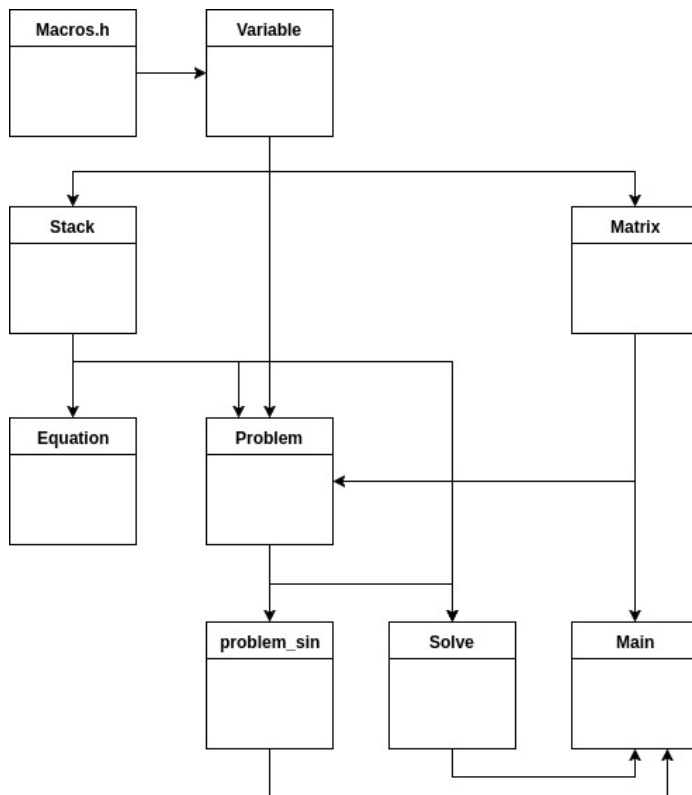 Macros.h
Variable
Stack
Matrix
Equation
Problem
problem_sin
Solve
Main